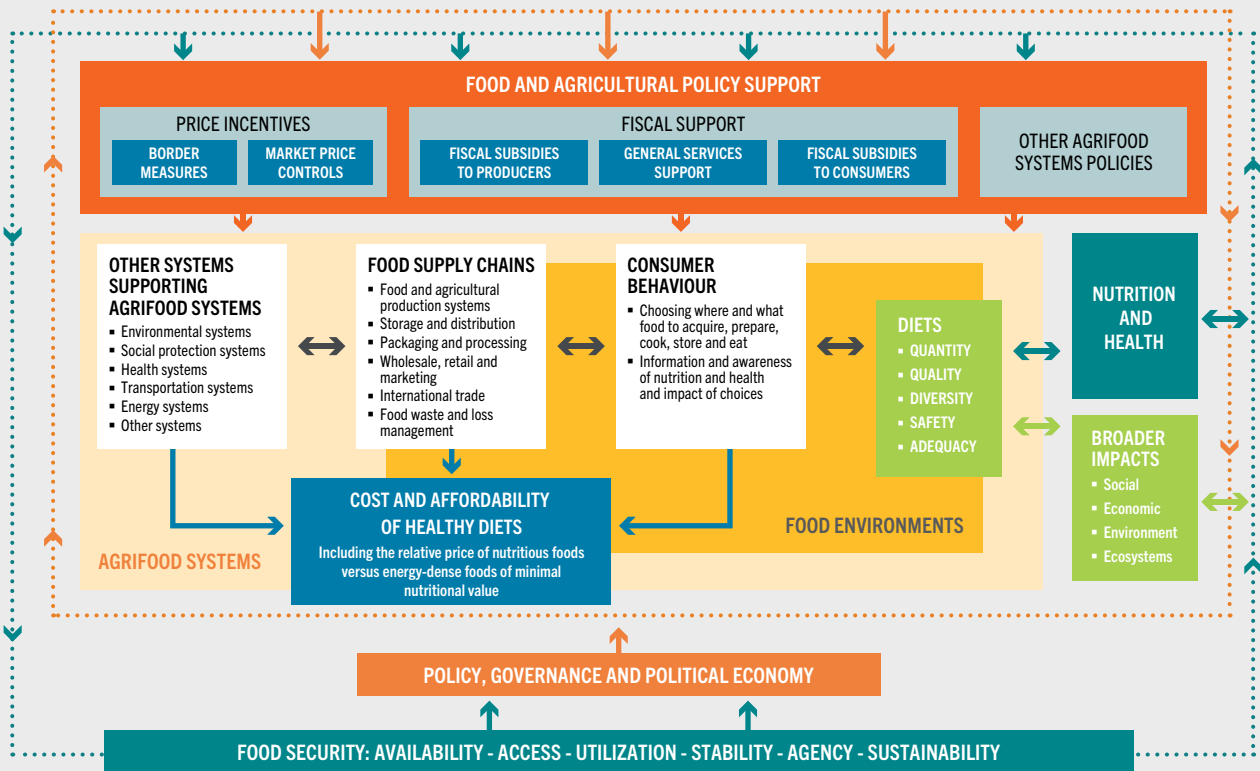 FOOD AND AGRICULTURAL POLICY SUPPORT
PRICE INCENTIVES
BORDER
MEASURES
MARKET PRICE
CONTROLS
FISCAL SUPPORT
FISCAL SUBSIDIES
TO PRODUCERS
GENERAL SERVICES
SUPPORT
FISCAL SUBSIDIES
TO CONSUMERS
OTHER AGRIFOOD
SYSTEMS POLICIES
OTHER SYSTEMS
SUPPORTING
AGRIFOOD SYSTEMS
▪ Environmental systems
▪ Social protection systems
▪ Health systems
▪ Transportation systems
▪ Energy systems
▪ Other systems
FOOD SUPPLY CHAINS
▪ Food and agricultural
production systems
▪ Storage and distribution
▪ Packaging and processing
▪ Wholesale, retail and
marketing
▪ International trade
▪ Food waste and loss
management
CONSUMER
BEHAVIOUR
▪ Choosing where and what
food to acquire, prepare,
cook, store and eat
▪ Information and awareness
of nutrition and health
and impact of choices
DIETS
▪ QUANTITY
▪ QUALITY
▪ DIVERSITY
▪ SAFETY
▪ ADEQUACY
NUTRITION
AND
HEALTH
BROADER
IMPACTS
▪ Social
▪ Economic
▪ Environment
▪ Ecosystems
COST AND AFFORDABILITY
OF HEALTHY DIETS
Including the relative price of nutritious foods
versus energy-dense foods of minimal
nutritional value
FOOD ENVIRONMENTS
AGRIFOOD SYSTEMS
POLICY, GOVERNANCE AND POLITICAL ECONOMY
FOOD SECURITY: AVAILABILITY - ACCESS - UTILIZATION - STABILITY - AGENCY - SUSTAINABILITY